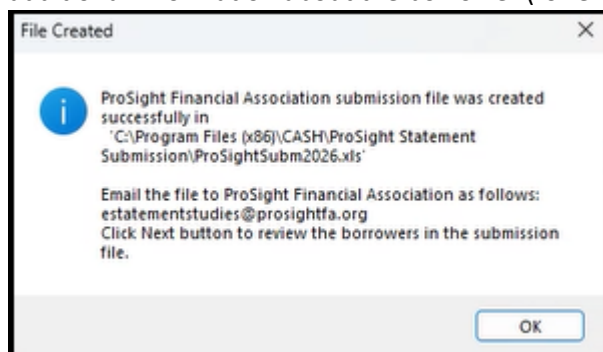 File Created
ProSight Financial Association submission file was created
successfully in
'C:\Program Files (x86)\CASH\ProSight Statement
Submission\ProSightSubm2026.xls'
Email the file to ProSight Financial Association as follows:
estatementstudies@prosightfa.org
Click Next button to review the borrowers in the submission
file.
OK